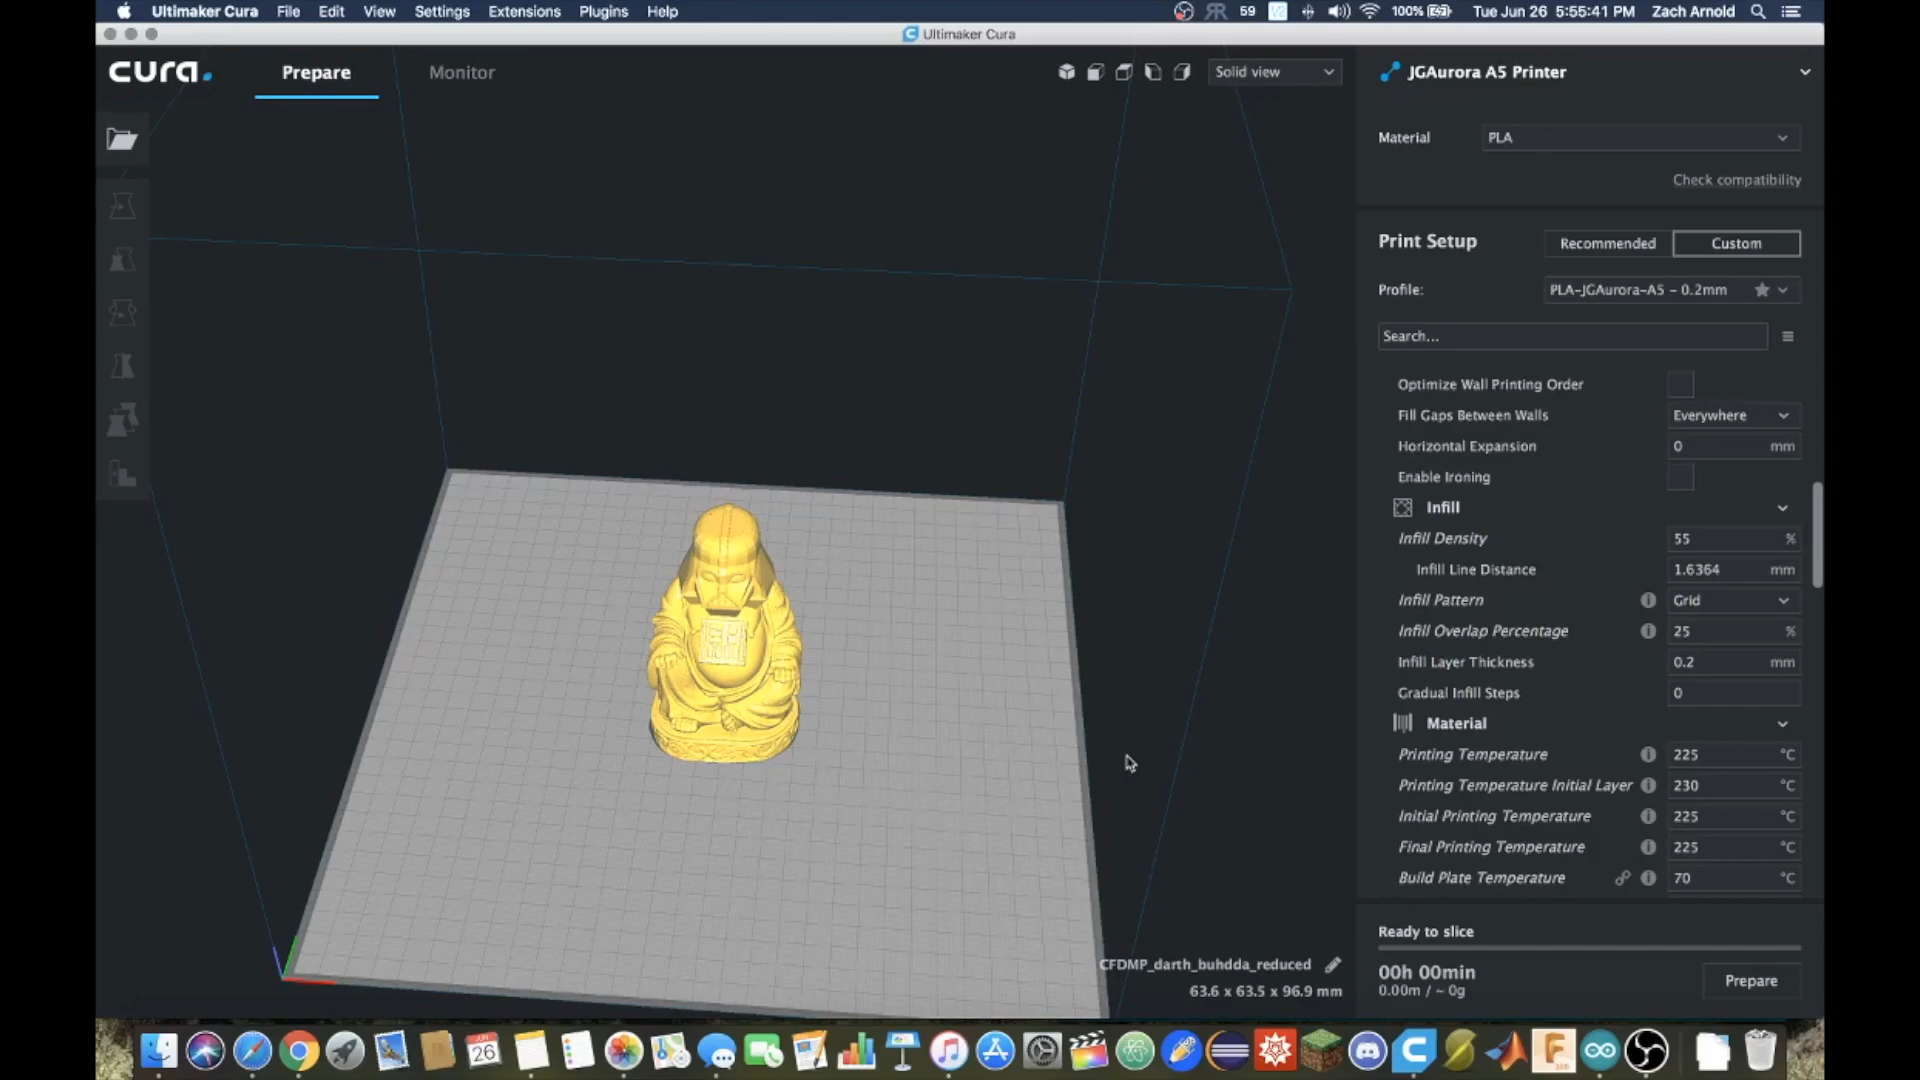 Ultimaker Cura File Edit View Settings Extensions Plugins Help 59 100% Tue Jun 26 5:55:41 PM Zach Arnold
Ultimaker Cura
cura. Prepare Monitor Solid view
JGAurora A5 Printer
Material PLA
Check compatibility
Print Setup Recommended Custom
Profile: PLA-JGAurora-A5 - 0.2mm
Search...
Optimize Wall Printing Order
Fill Gaps Between Walls Everywhere
Horizontal Expansion 0 mm
Enable Ironing
Infill
Infill Density 55 %
Infill Line Distance 1.6364 mm
Infill Pattern Grid
Infill Overlap Percentage 25 %
Infill Layer Thickness 0.2 mm
Gradual Infill Steps 0
Material
Printing Temperature 225 °C
Printing Temperature Initial Layer 230 °C
Initial Printing Temperature 225 °C
Final Printing Temperature 225 °C
Build Plate Temperature 70 °C
CFDMP_darth_buhdda_reduced
63.6 x 63.5 x 96.9 mm
Ready to slice
00h 00min
0.00m / ~ 0g
Prepare
26